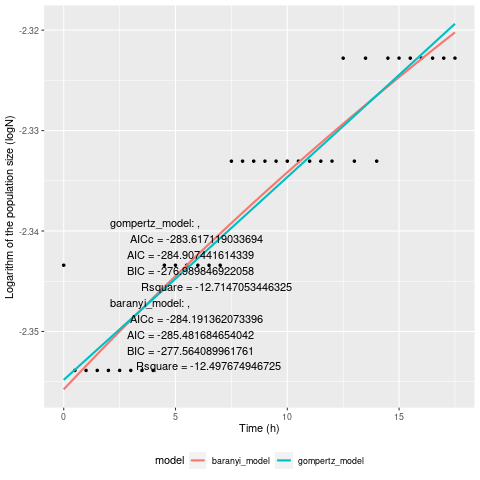 -2.32
-2.33
-2.34
-2.35
Logarithm of the population size (logN)
gompertz_model: ,
AICc = -283.617119033694
AIC = -284.907441614339
BIC = -276.989846922058
Rsquare = -12.7147053446325
baranyi_model: ,
AICc = -284.191362073396
AIC = -285.481684654042
BIC = -277.564089961761
Rsquare = -12.497674946725
0 5 10 15
Time (h)
model baranyi_model gompertz_model